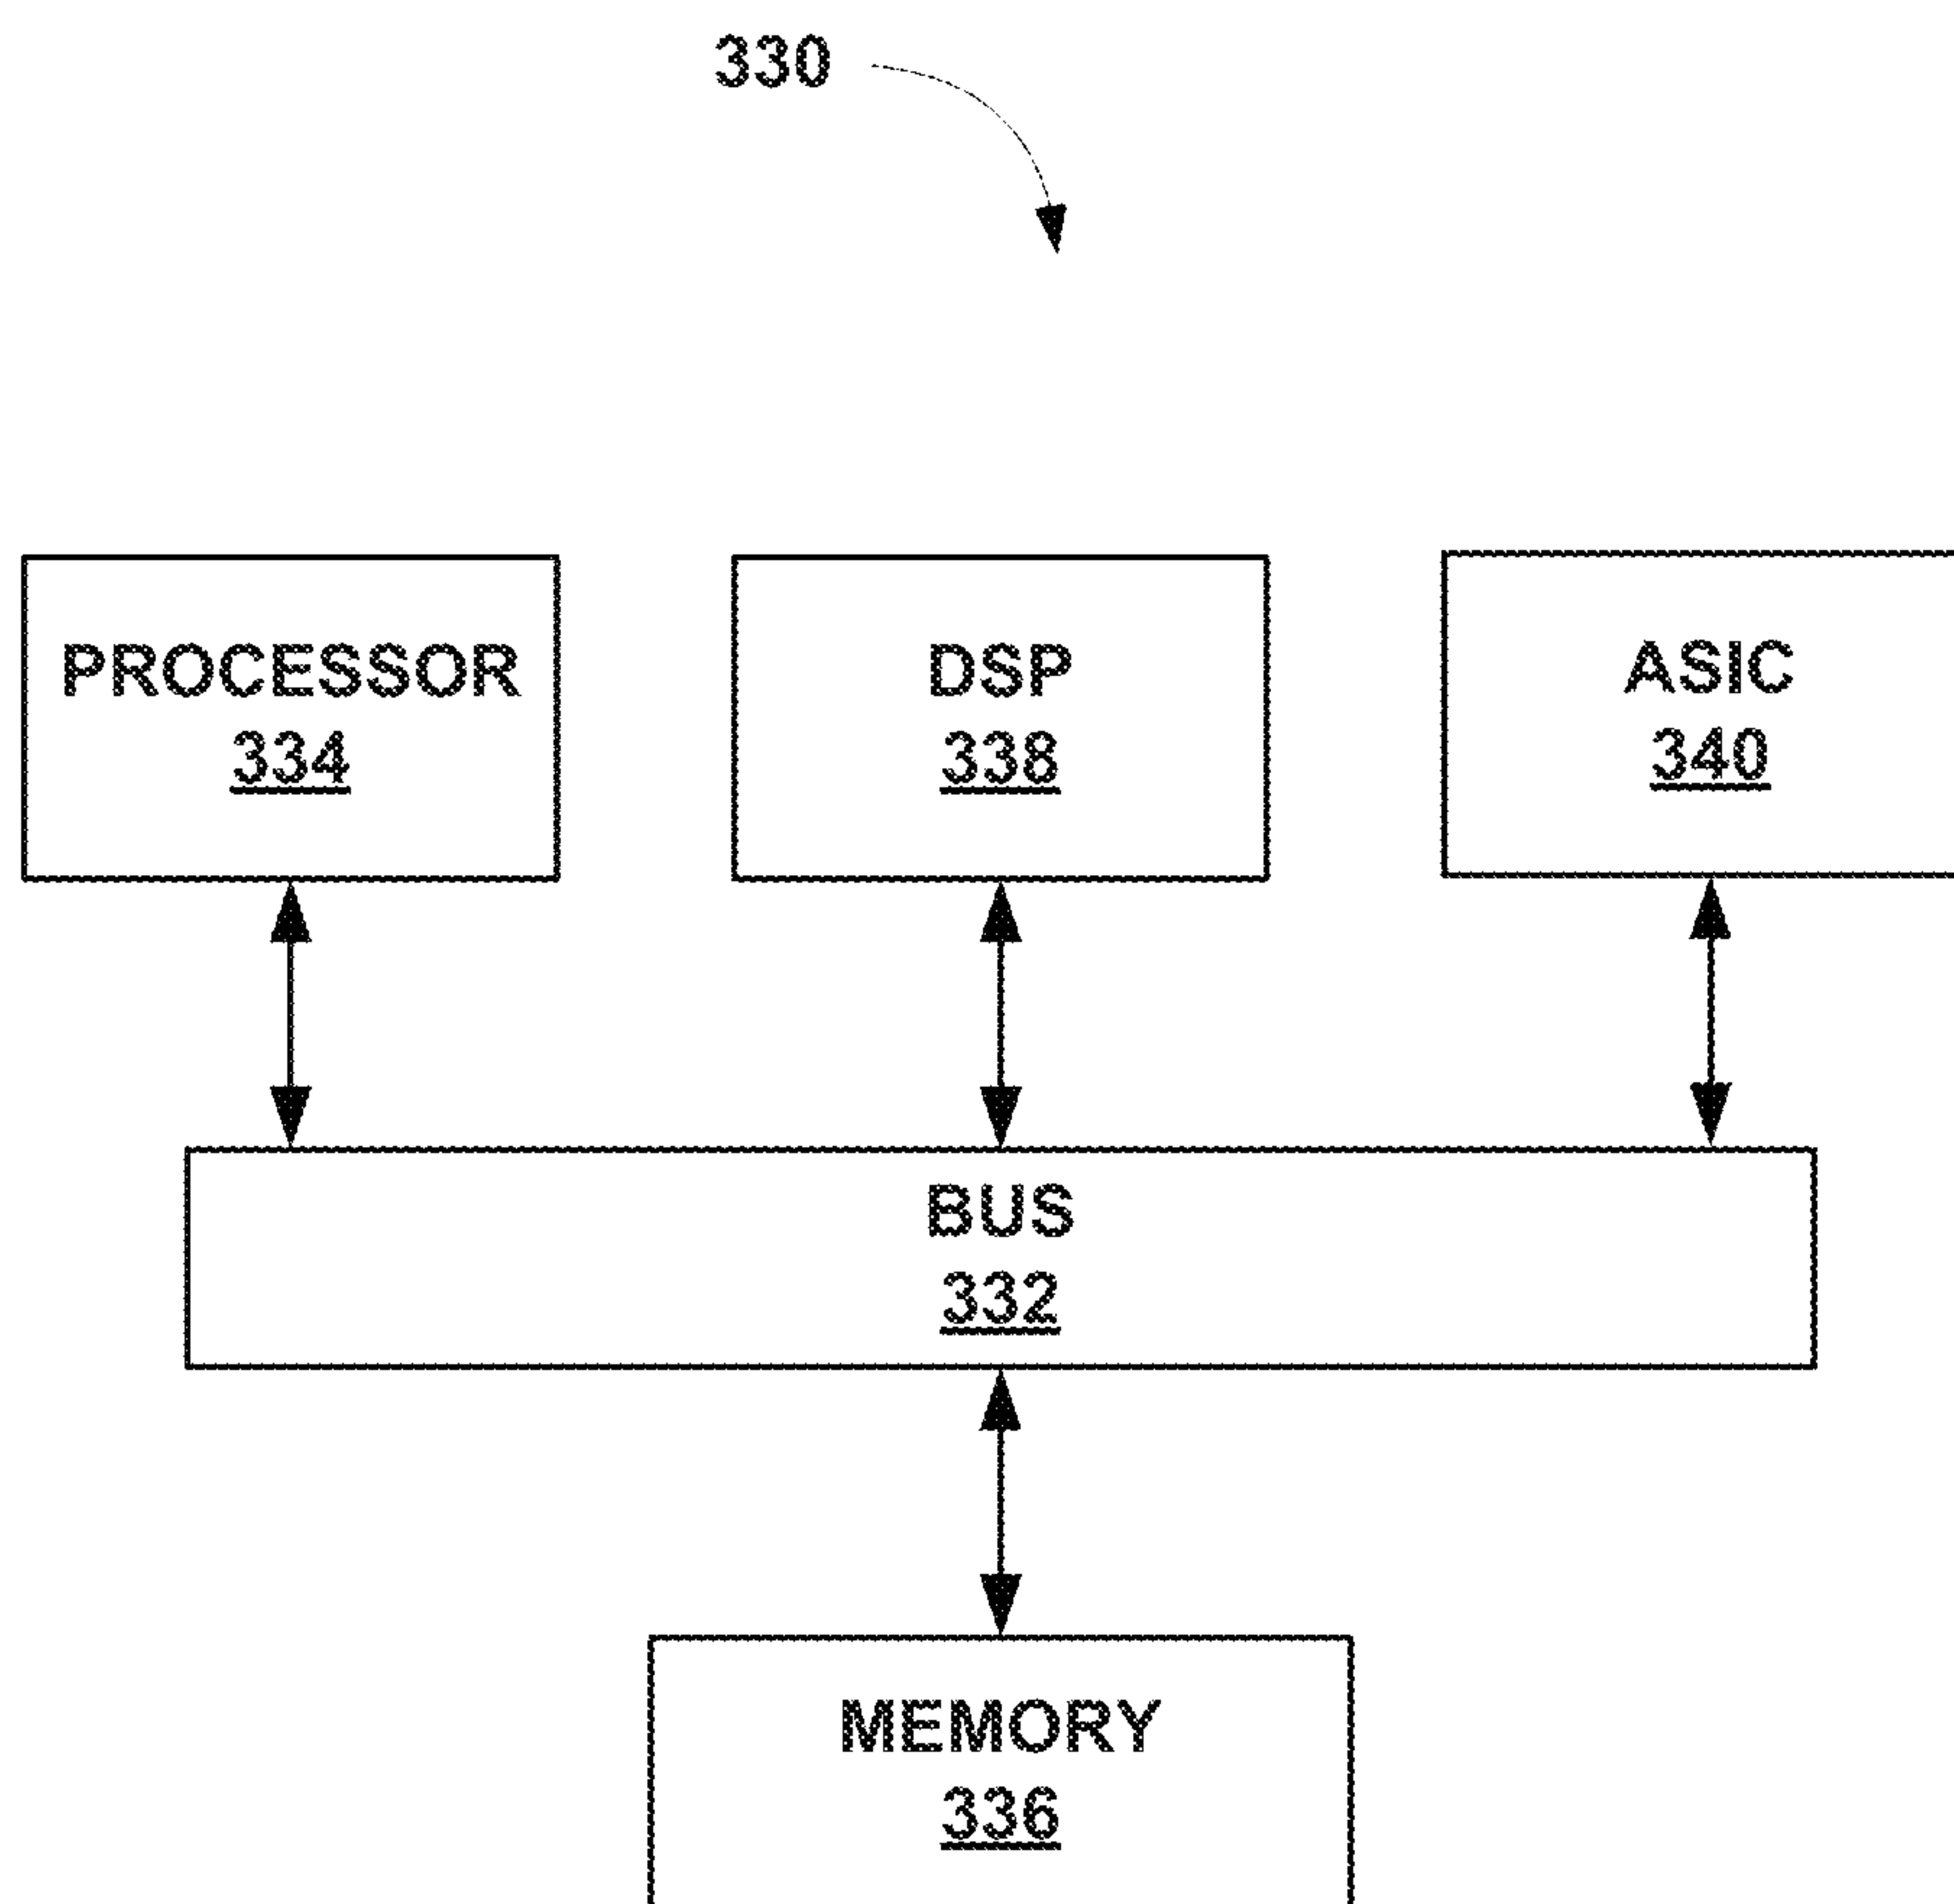 330
PROCESSOR
334
DSP
338
ASIC
340
BUS
332
MEMORY
336